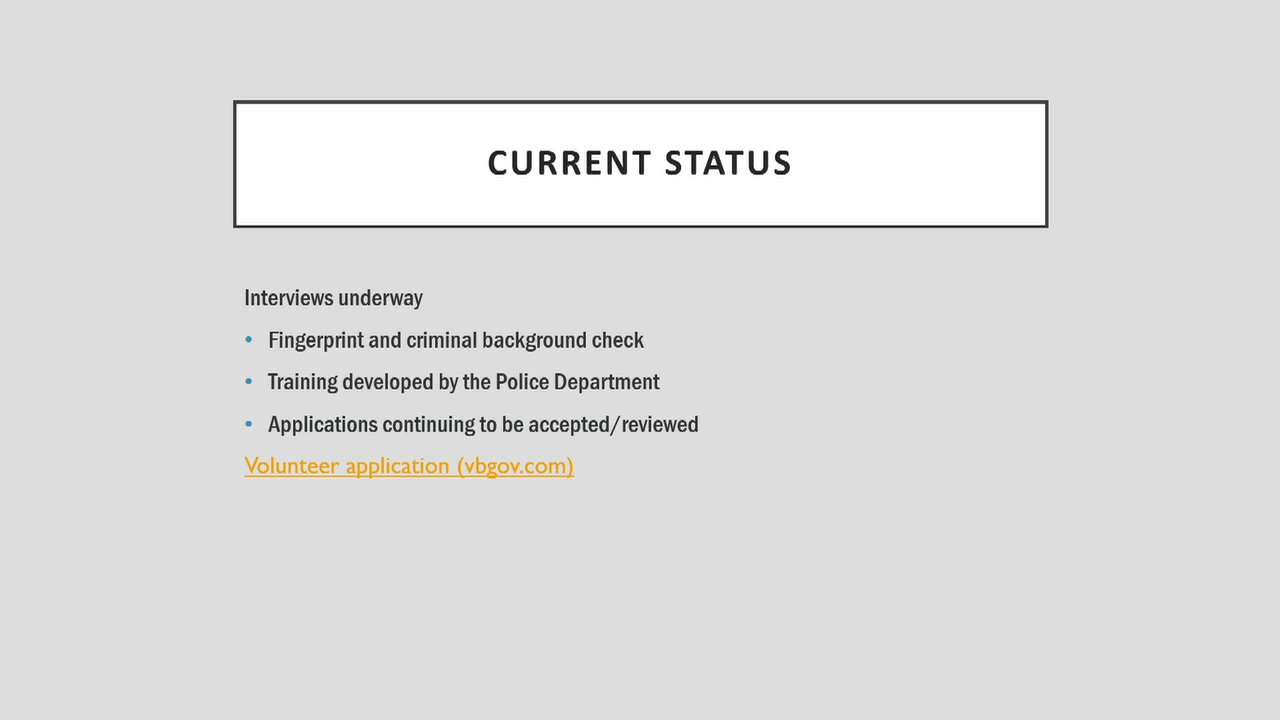 CURRENT STATUS
Interviews underway
• Fingerprint and criminal background check
• Training developed by the Police Department
• Applications continuing to be accepted/reviewed
Volunteer application (vbgov.com)